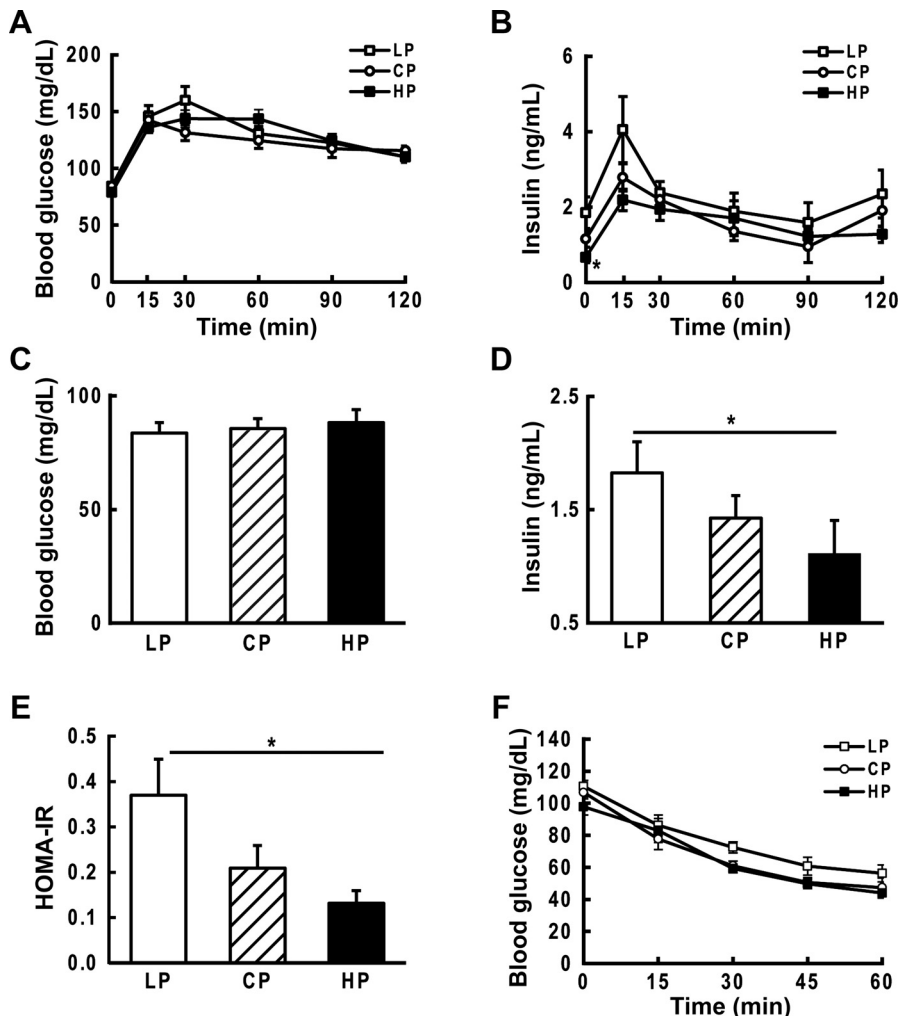 A
Blood glucose (mg/dL)
200
150
100
50
0
0 15 30 60 90 120
Time (min)
LP
CP
HP
B
Insulin (ng/mL)
6
4
2
0
*
0 15 30 60 90 120
Time (min)
LP
CP
HP
C
Blood glucose (mg/dL)
100
50
0
LP CP HP
D
Insulin (ng/mL)
2.5
1.5
0.5
*
LP CP HP
E
HOMA-IR
0.5
0.4
0.3
0.2
0.1
0.0
*
LP CP HP
F
Blood glucose (mg/dL)
140
120
100
80
60
40
20
0
0 15 30 45 60
Time (min)
LP
CP
HP